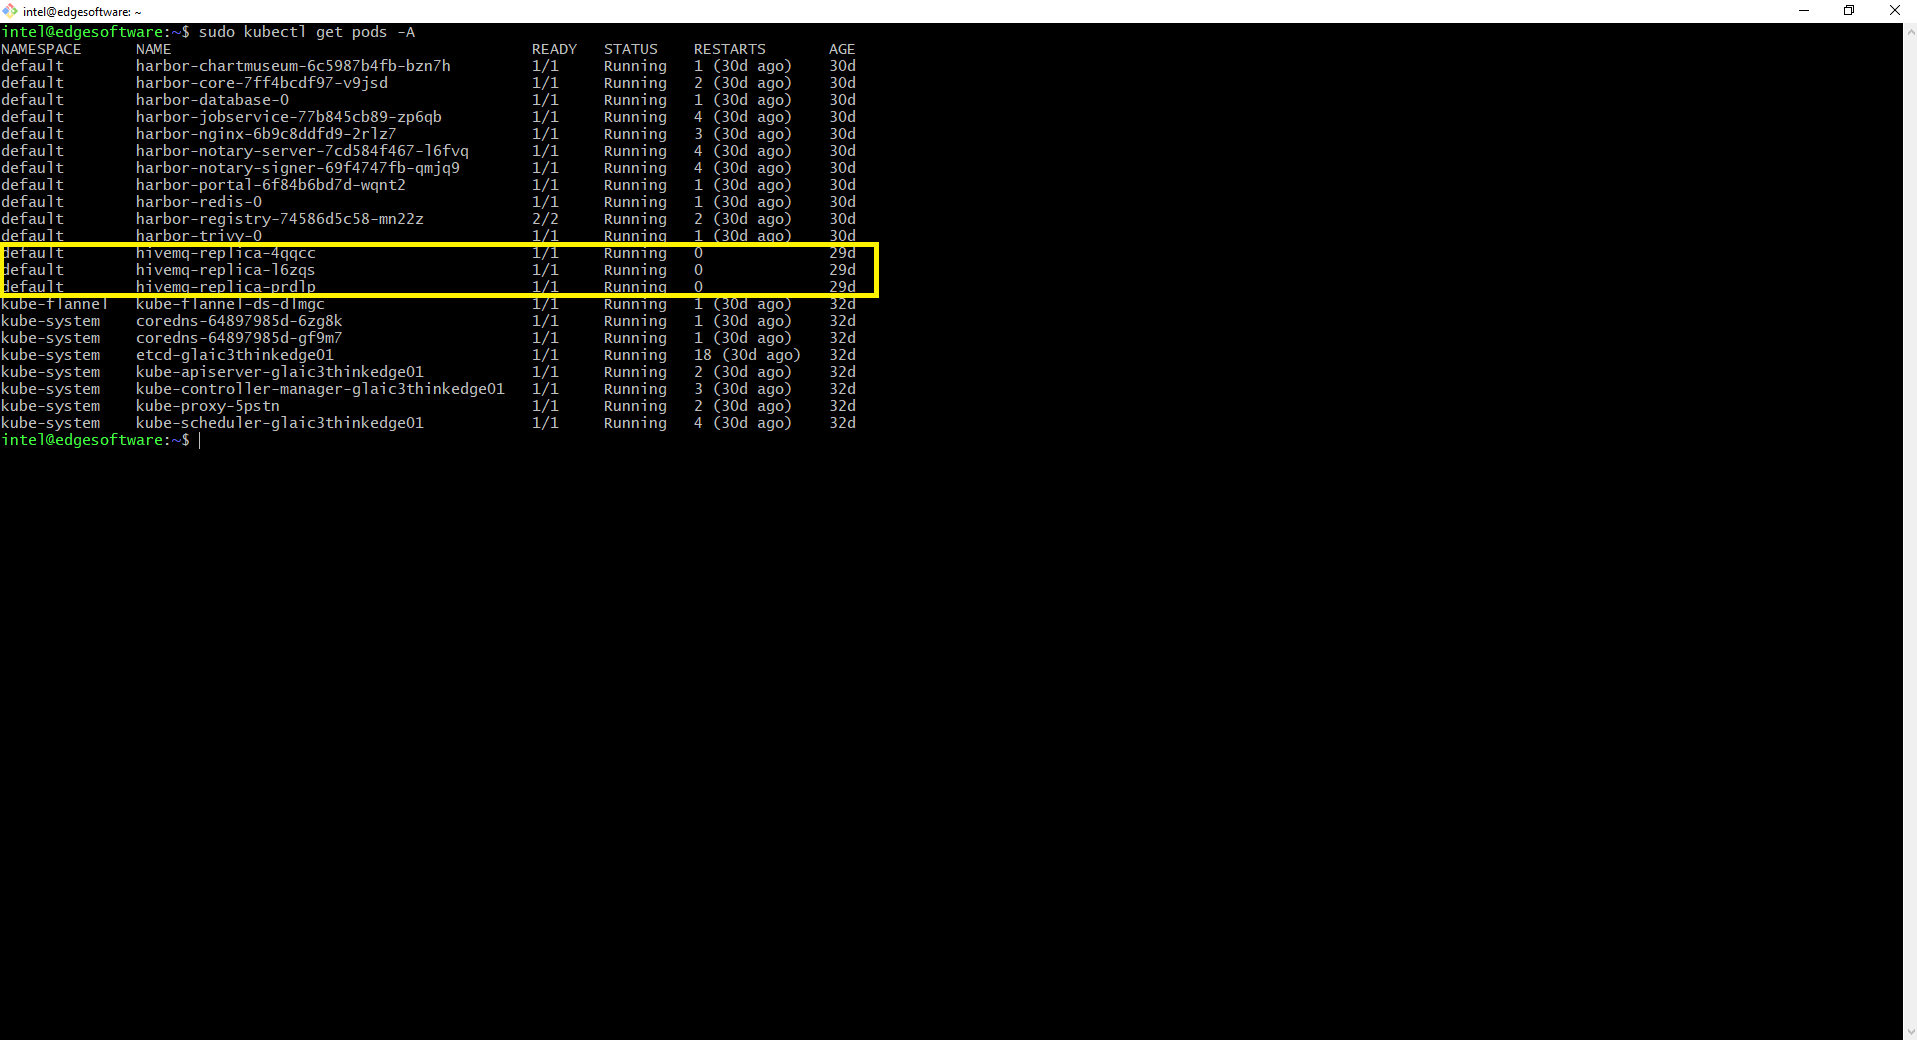 intel@edgesoftware: ~
intel@edgesoftware:~$ sudo kubectl get pods -A
NAMESPACE NAME READY STATUS RESTARTS AGE
default harbor-chartmuseum-6c5987b4fb-bzn7h 1/1 Running 1 (30d ago) 30d
default harbor-core-7ff4bcdf97-v9jsd 1/1 Running 2 (30d ago) 30d
default harbor-database-0 1/1 Running 1 (30d ago) 30d
default harbor-jobservice-77b845cb89-zp6qb 1/1 Running 4 (30d ago) 30d
default harbor-nginx-6b9c8ddfd9-2rlz7 1/1 Running 3 (30d ago) 30d
default harbor-notary-server-7cd584f467-l6fvq 1/1 Running 4 (30d ago) 30d
default harbor-notary-signer-69f4747fb-qmjq9 1/1 Running 4 (30d ago) 30d
default harbor-portal-6f84b6bd7d-wqnt2 1/1 Running 1 (30d ago) 30d
default harbor-redis-0 1/1 Running 1 (30d ago) 30d
default harbor-registry-74586d5c58-mn22z 2/2 Running 2 (30d ago) 30d
default harbor-trivy-0 1/1 Running 1 (30d ago) 30d
default hivemq-replica-4qqcc 1/1 Running 0 29d
default hivemq-replica-l6zqs 1/1 Running 0 29d
default hivemq-replica-prdlp 1/1 Running 0 29d
kube-flannel kube-flannel-ds-dlmgc 1/1 Running 1 (30d ago) 32d
kube-system coredns-64897985d-6zg8k 1/1 Running 1 (30d ago) 32d
kube-system coredns-64897985d-gf9m7 1/1 Running 1 (30d ago) 32d
kube-system etcd-glaic3thinkedge01 1/1 Running 18 (30d ago) 32d
kube-system kube-apiserver-glaic3thinkedge01 1/1 Running 2 (30d ago) 32d
kube-system kube-controller-manager-glaic3thinkedge01 1/1 Running 3 (30d ago) 32d
kube-system kube-proxy-5pstn 1/1 Running 2 (30d ago) 32d
kube-system kube-scheduler-glaic3thinkedge01 1/1 Running 4 (30d ago) 32d
intel@edgesoftware:~$